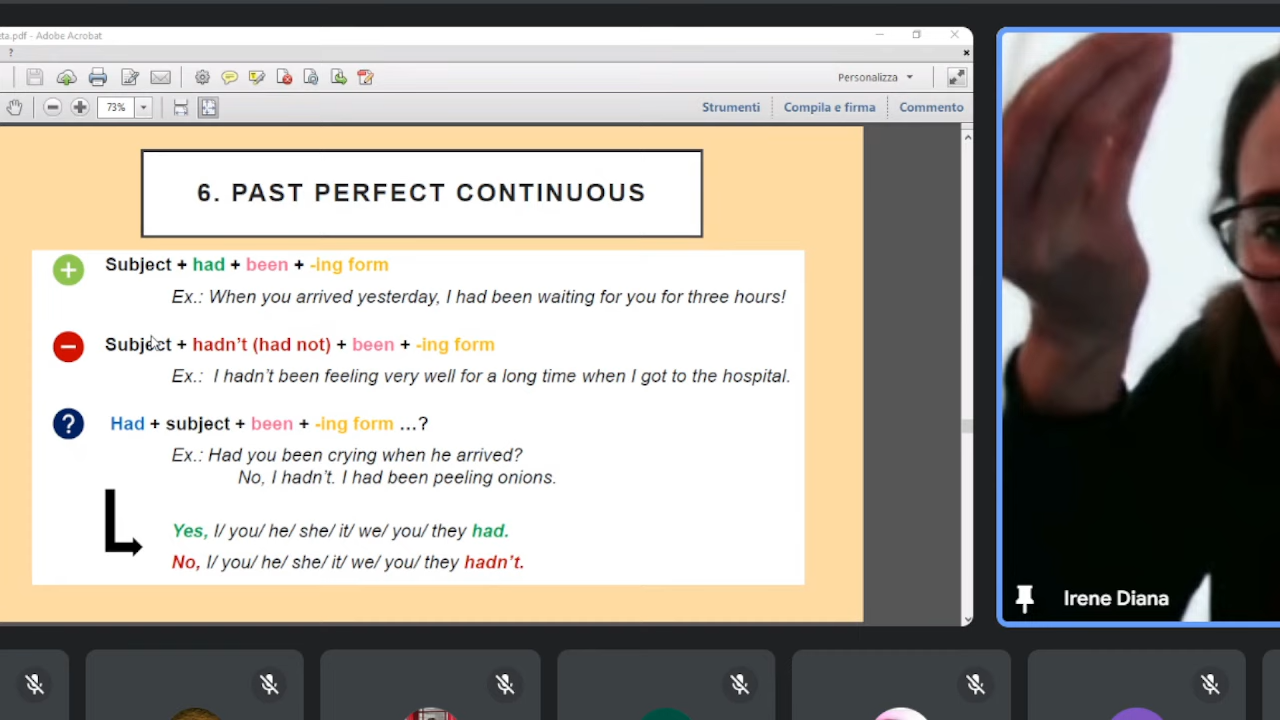 ta.pdf - Adobe Acrobat
?
Personalizza
73%
Strumenti Compila e firma Commento
6. PAST PERFECT CONTINUOUS
+ Subject + had + been + -ing form
Ex.: When you arrived yesterday, I had been waiting for you for three hours!
− Subject + hadn't (had not) + been + -ing form
Ex.: I hadn't been feeling very well for a long time when I got to the hospital.
? Had + subject + been + -ing form ...?
Ex.: Had you been crying when he arrived?
No, I hadn't. I had been peeling onions.
Yes, I/ you/ he/ she/ it/ we/ you/ they had.
No, I/ you/ he/ she/ it/ we/ you/ they hadn't.
Irene Diana